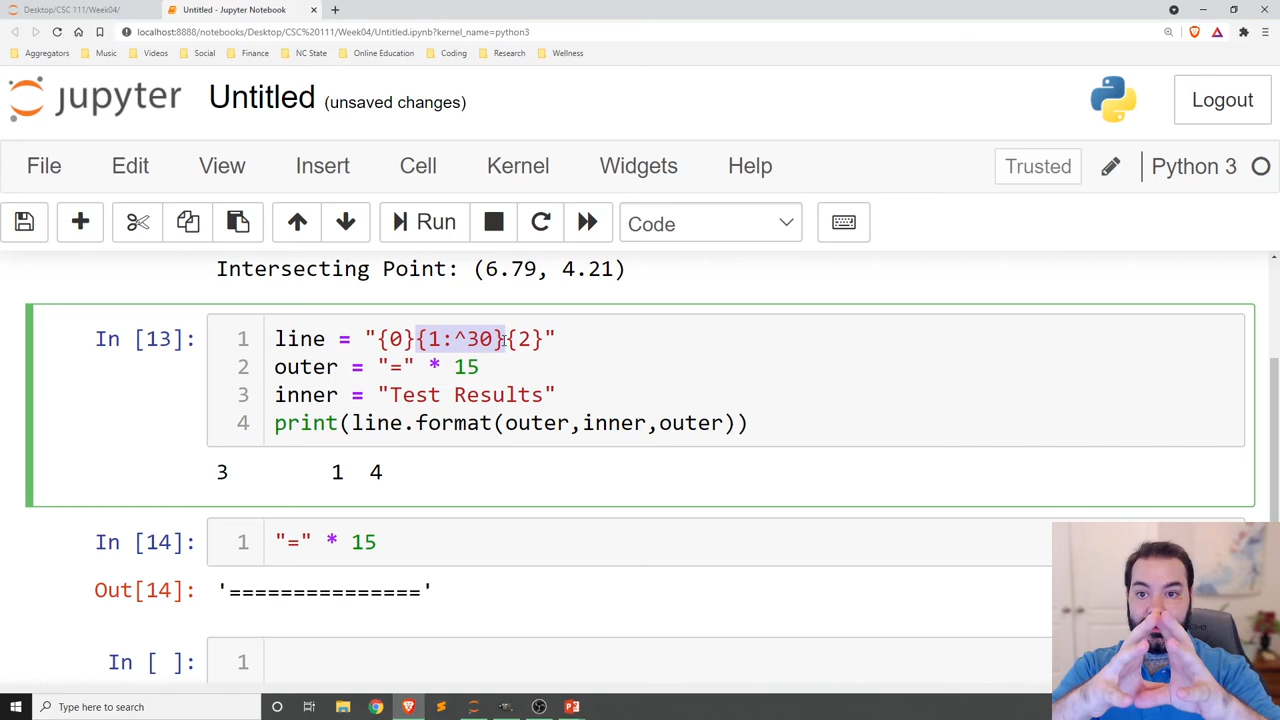 Desktop/CSC 111/Week04/
Untitled - Jupyter Notebook
localhost:8888/notebooks/Desktop/CSC%20111/Week04/Untitled.ipynb?kernel_name=python3
Aggregators Music Videos Social Finance NC State Online Education Coding Research Wellness
jupyter Untitled (unsaved changes) Logout
File Edit View Insert Cell Kernel Widgets Help Trusted Python 3
Run Code
Intersecting Point: (6.79, 4.21)
In [13]: 1 line = "{0}{1:^30}{2}"
2 outer = "=" * 15
3 inner = "Test Results"
4 print(line.format(outer,inner,outer))
3 1 4
In [14]: 1 "=" * 15
Out[14]: '==============='
In [ ]: 1
Type here to search